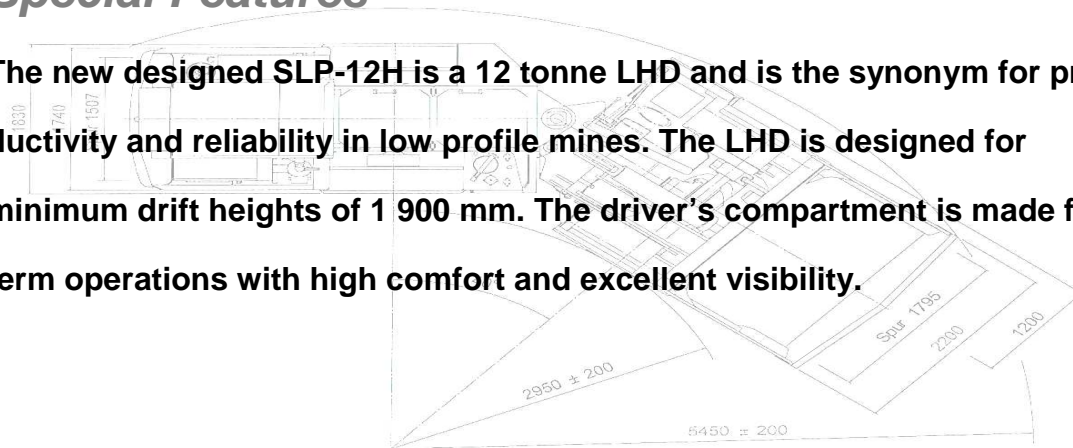 Special Features
The new designed SLP-12H is a 12 tonne LHD and is the synonym for pr
ductivity and reliability in low profile mines. The LHD is designed for
minimum drift heights of 1 900 mm. The driver’s compartment is made f
erm operations with high comfort and excellent visibility.
1830
1740
1507
Spur 1795
2200
1200
2950 ± 200
5450 ± 200